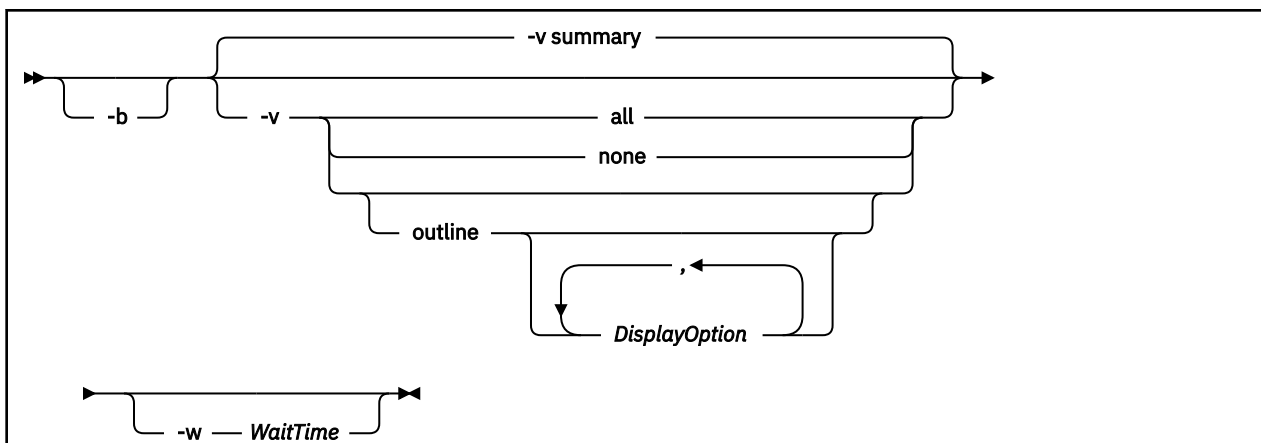 -v summary
-b
-v
all
none
outline
,
DisplayOption
-w
WaitTime